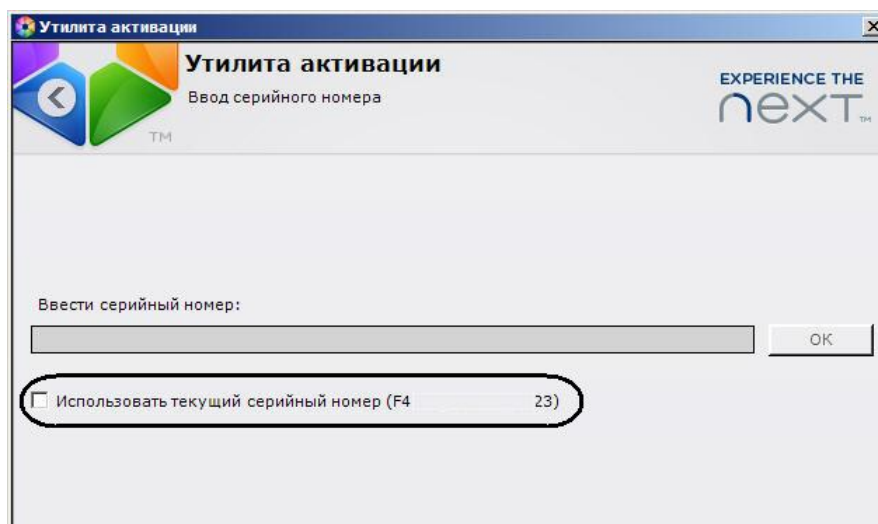 Утилита активации
Утилита активации
Ввод серийного номера
EXPERIENCE THE
next™
TM
Ввести серийный номер:
OK
Использовать текущий серийный номер (F4 23)